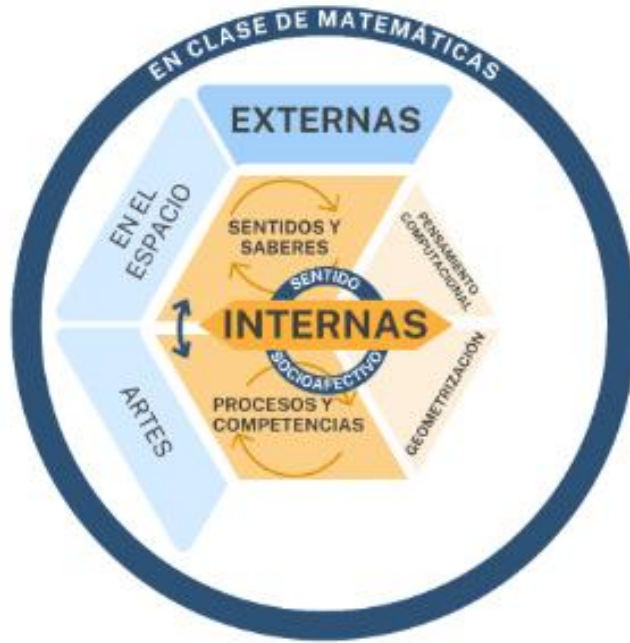 EN CLASE DE MATEMÁTICAS
EXTERNAS
EN EL
ESPACIO
SENTIDOS Y
SABERES
PENSAMIENTO
COMPUTACIONAL
SENTIDO
INTERNAS
SOCIOAFECTIVO
ARTES
PROCESOS Y
COMPETENCIAS
GEOMETRIZACIÓN